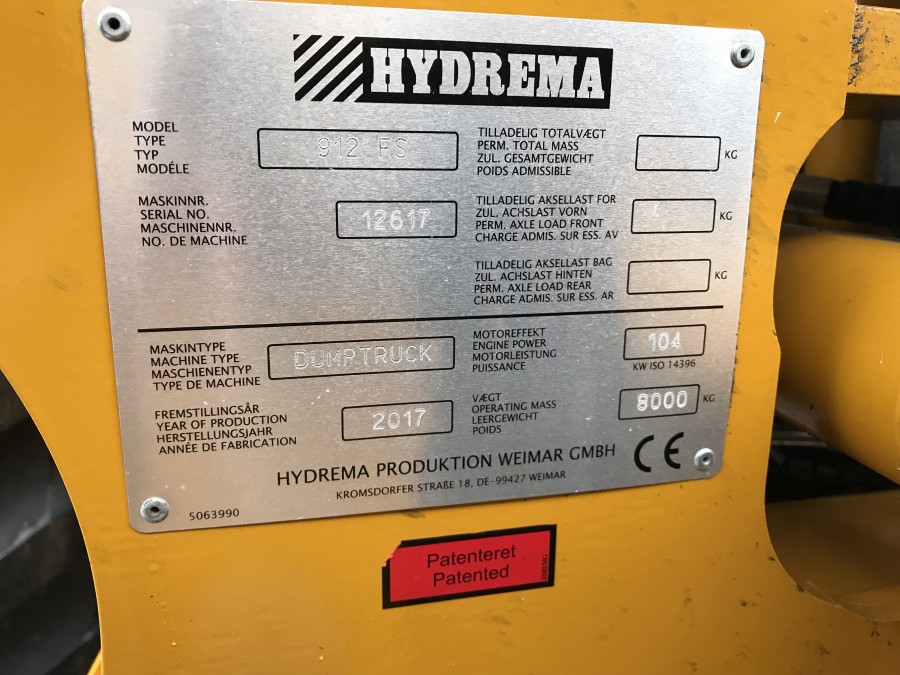 HYDREMA
MODEL
TYPE
TYP
MODÉLE
912 FS
TILLADELIG TOTALVÆGT
PERM. TOTAL MASS
ZUL. GESAMTGEWICHT
POIDS ADMISSIBLE
KG
MASKINNR.
SERIAL NO.
MASCHINENNR.
NO. DE MACHINE
12617
TILLADELIG AKSELLAST FOR
ZUL. ACHSLAST VORN
PERM. AXLE LOAD FRONT
CHARGE ADMIS. SUR ESS. AV
KG
TILLADELIG AKSELLAST BAG
ZUL. ACHSLAST HINTEN
PERM. AXLE LOAD REAR
CHARGE ADMIS. SUR ESS. AR
KG
MASKINTYPE
MACHINE TYPE
MASCHIENENTYP
TYPE DE MACHINE
DUMPTRUCK
MOTOREFFEKT
ENGINE POWER
MOTORLEISTUNG
PUISSANCE
104
KW ISO 14396
FREMSTILLINGSÅR
YEAR OF PRODUCTION
HERSTELLUNGSJAHR
ANNÉE DE FABRICATION
2017
VÆGT
OPERATING MASS
LEERGEWICHT
POIDS
8000 KG
HYDREMA PRODUKTION WEIMAR GMBH
KROMSDORFER STRAßE 18, DE-99427 WEIMAR
CE
5063990
Patenteret
Patented